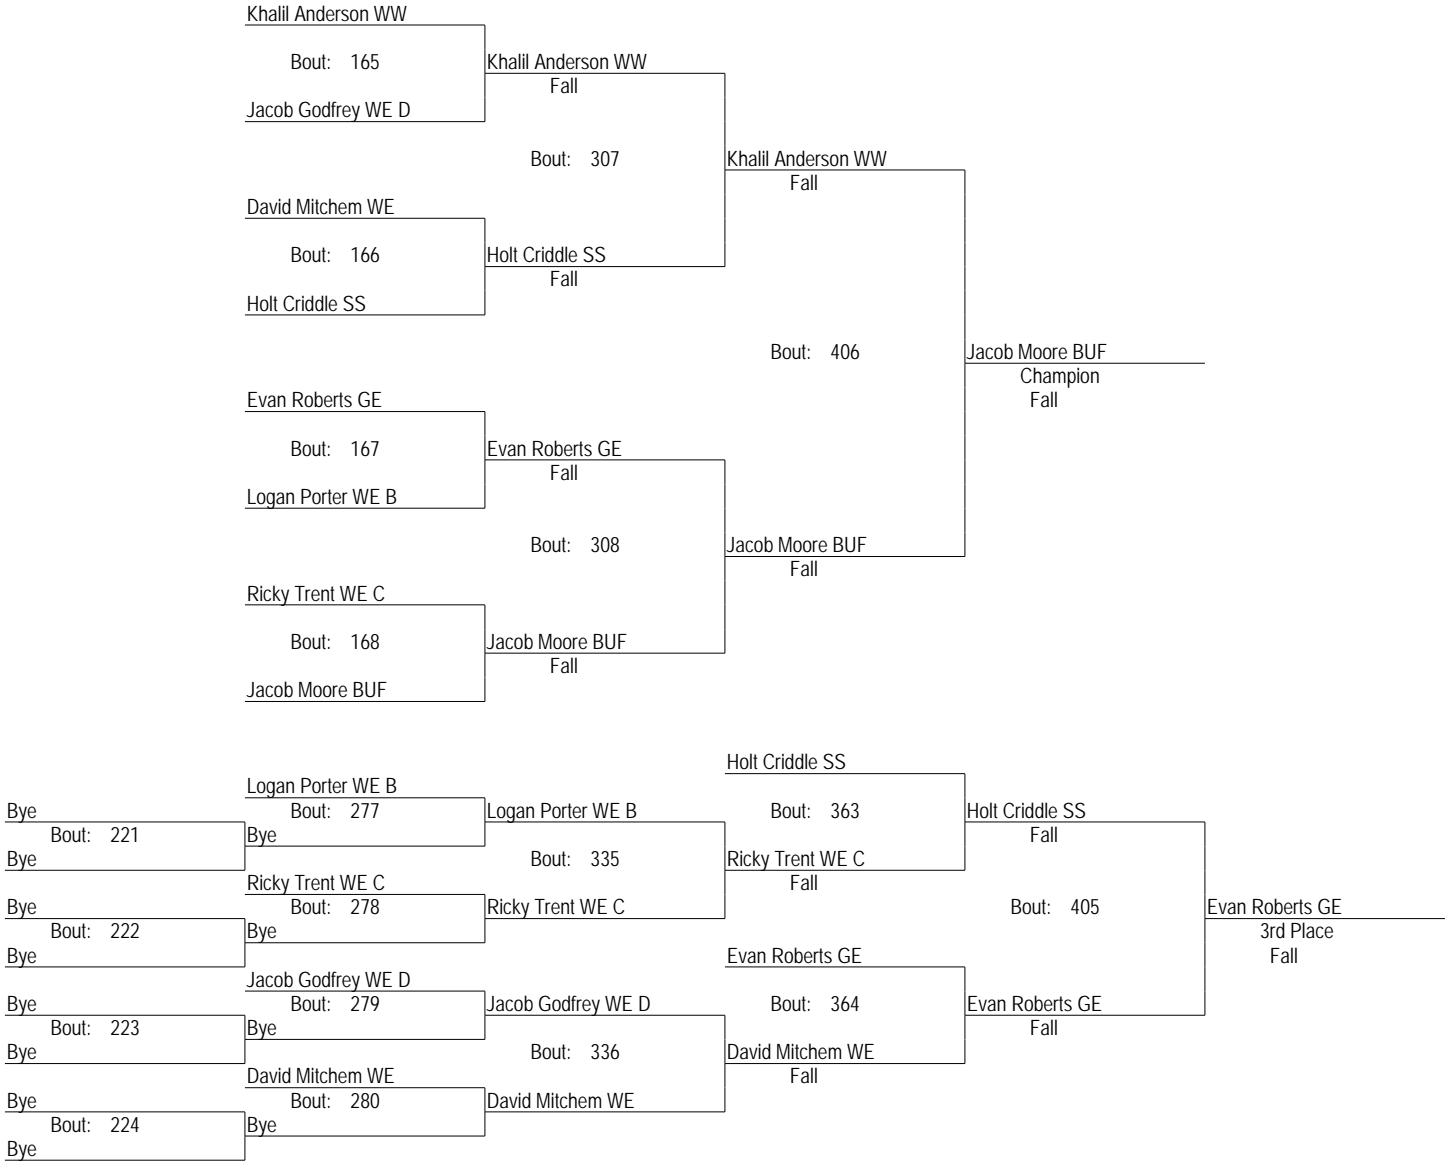 Khalil Anderson WW
Bout: 165
Khalil Anderson WW
Fall
Jacob Godfrey WE D
Bout: 307
Khalil Anderson WW
Fall
David Mitchem WE
Bout: 166
Holt Criddle SS
Fall
Holt Criddle SS
Bout: 406
Jacob Moore BUF
Champion
Fall
Evan Roberts GE
Bout: 167
Evan Roberts GE
Fall
Logan Porter WE B
Bout: 308
Jacob Moore BUF
Fall
Ricky Trent WE C
Bout: 168
Jacob Moore BUF
Fall
Jacob Moore BUF
Holt Criddle SS
Logan Porter WE B
Bye
Bout: 277
Logan Porter WE B
Bout: 363
Holt Criddle SS
Bout: 221
Bye
Fall
Bye
Bout: 335
Ricky Trent WE C
Ricky Trent WE C
Fall
Bye
Bout: 278
Ricky Trent WE C
Bout: 405
Evan Roberts GE
Bout: 222
Bye
3rd Place
Bye
Evan Roberts GE
Fall
Jacob Godfrey WE D
Bye
Bout: 279
Jacob Godfrey WE D
Bout: 364
Evan Roberts GE
Bout: 223
Bye
Fall
Bye
Bout: 336
David Mitchem WE
David Mitchem WE
Fall
Bye
Bout: 280
David Mitchem WE
Bout: 224
Bye
Bye